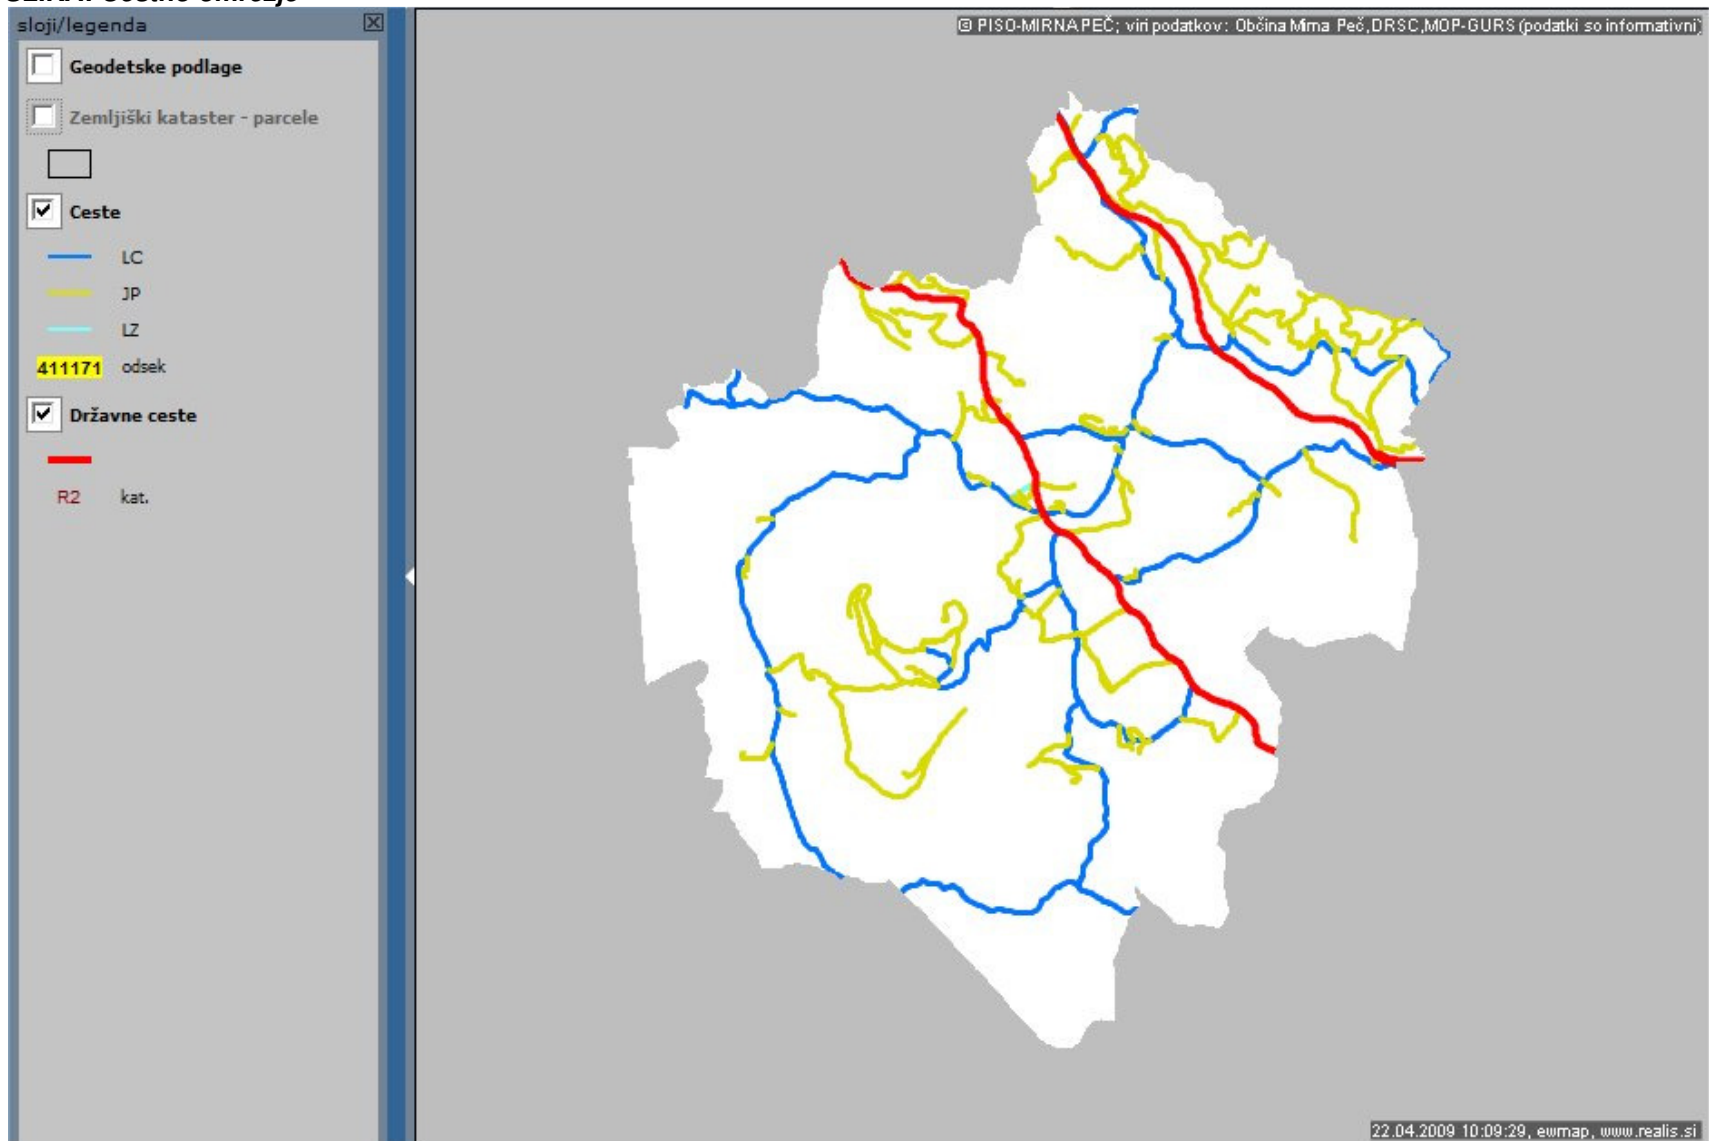 sloji/legenda
© PISO-MIRNA PEČ; viri podatkov: Občina Mirna Peč,DRSC,MOP-GURS (podatki so informativni)
Geodetske podlage
Zemljiški kataster - parcele
Ceste
LC
JP
LZ
411171 odsek
Državne ceste
R2 kat.
22.04.2009 10:09:29, ewmap, www.realis.si